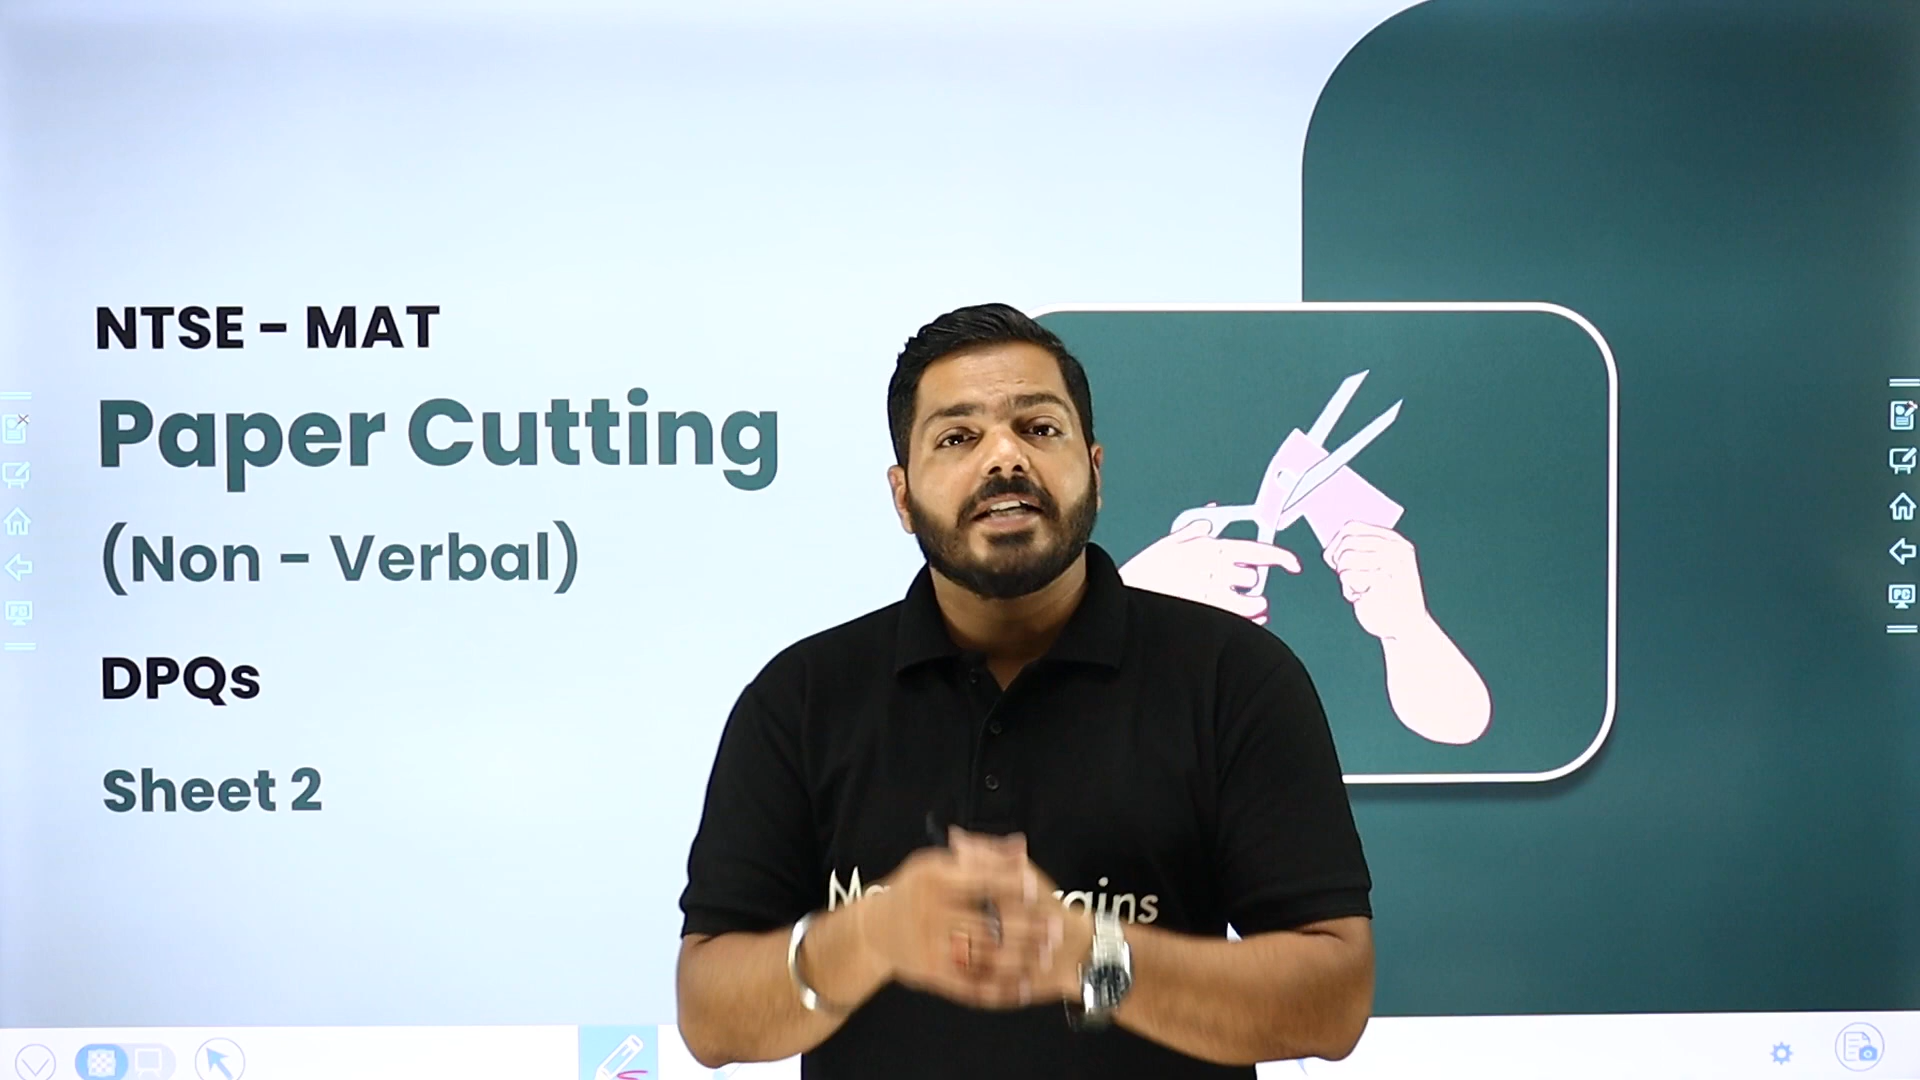 NTSE - MAT
Paper Cutting
(Non - Verbal)
DPQs
Sheet 2